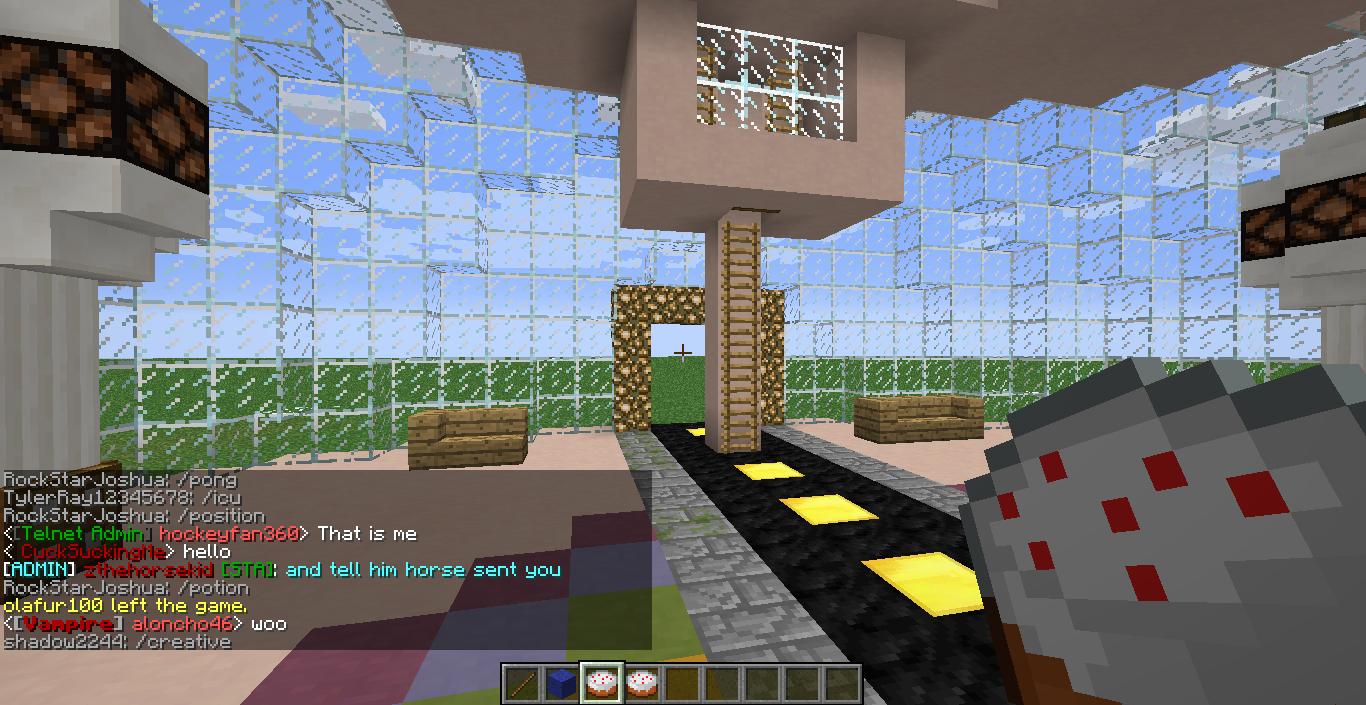 RockStarJoshua: /pong
TylerRay12345678: /icu
RockStarJoshua: /position
<[Telnet Admin] hockeyfan360> That is me
< CuckSuckingMe> hello
[ADMIN] zthehorsekid [STA]: and tell him horse sent you
RockStarJoshua: /potion
olafur100 left the game.
<[Vampire] aloncho46> woo
shadow2244: /creative